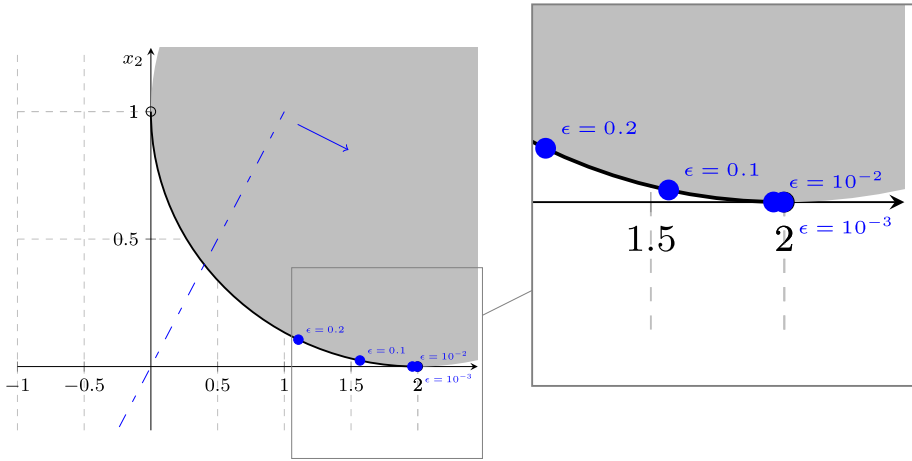 x₂
1
0.5
−1
−0.5
0.5
1
1.5
2
ϵ = 0.2
ϵ = 0.1
ϵ = 10⁻²
ϵ = 10⁻³
ϵ = 0.2
ϵ = 0.1
ϵ = 10⁻²
ϵ = 10⁻³
1.5
2